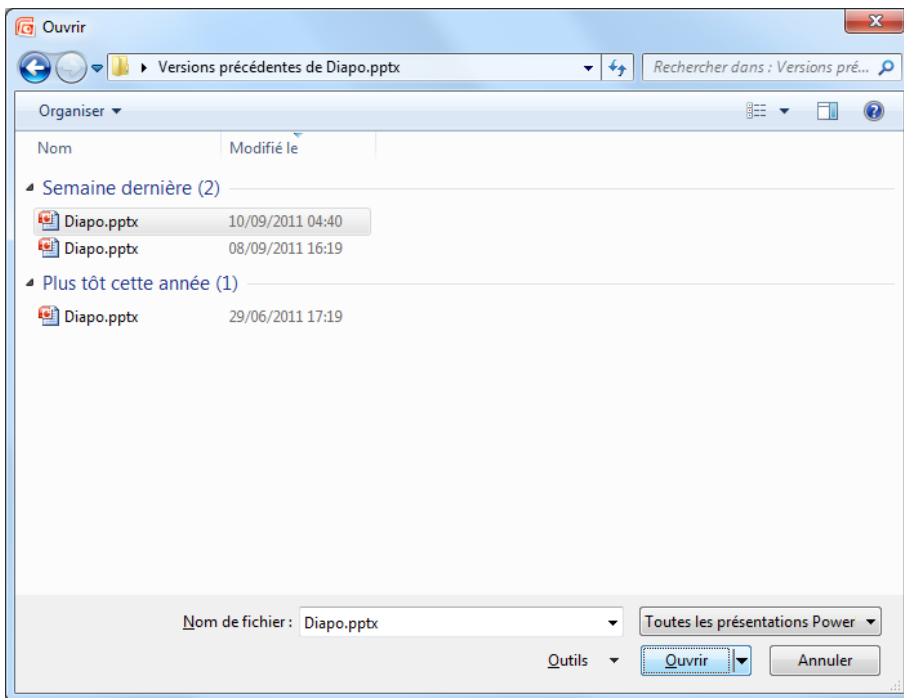 Ouvrir
Versions précédentes de Diapo.pptx
Rechercher dans : Versions pré...
Organiser
Nom Modifié le
Semaine dernière (2)
Diapo.pptx 10/09/2011 04:40
Diapo.pptx 08/09/2011 16:19
Plus tôt cette année (1)
Diapo.pptx 29/06/2011 17:19
Nom de fichier : Diapo.pptx Toutes les présentations Power
Outils Ouvrir Annuler